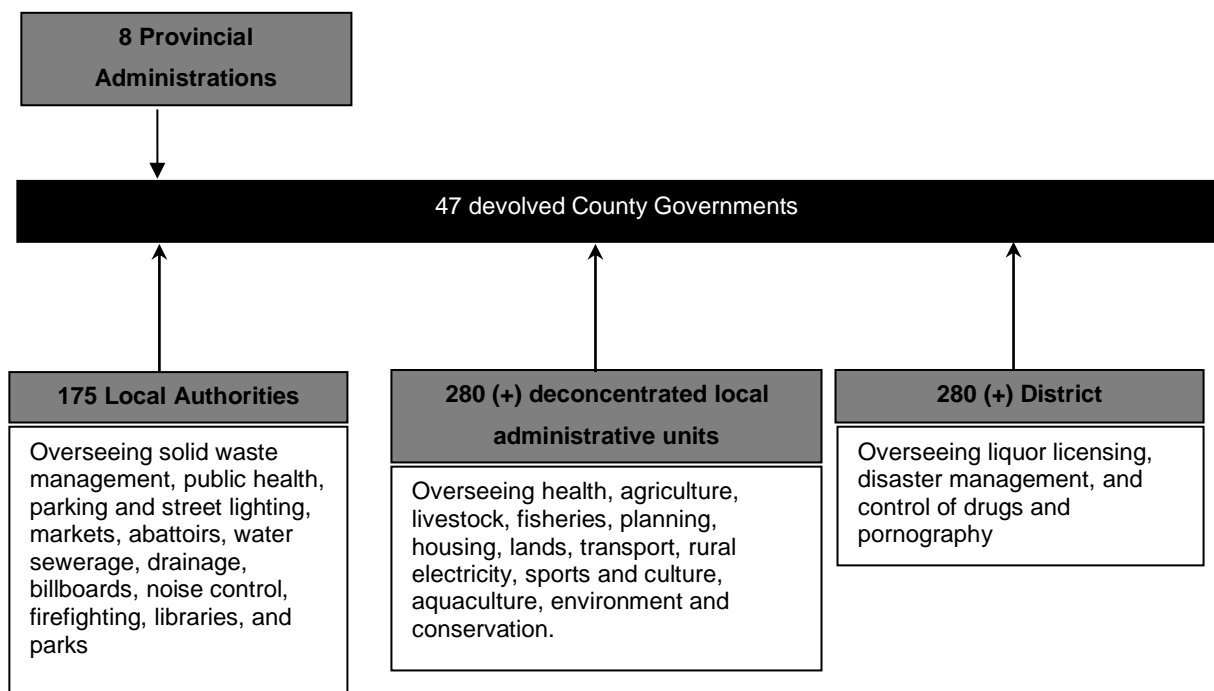 8 Provincial
Administrations
47 devolved County Governments
175 Local Authorities
Overseeing solid waste
management, public health,
parking and street lighting,
markets, abattoirs, water
sewerage, drainage,
billboards, noise control,
firefighting, libraries, and
parks
280 (+) deconcentrated local
administrative units
Overseeing health, agriculture,
livestock, fisheries, planning,
housing, lands, transport, rural
electricity, sports and culture,
aquaculture, environment and
conservation.
280 (+) District
Overseeing liquor licensing,
disaster management, and
control of drugs and
pornography